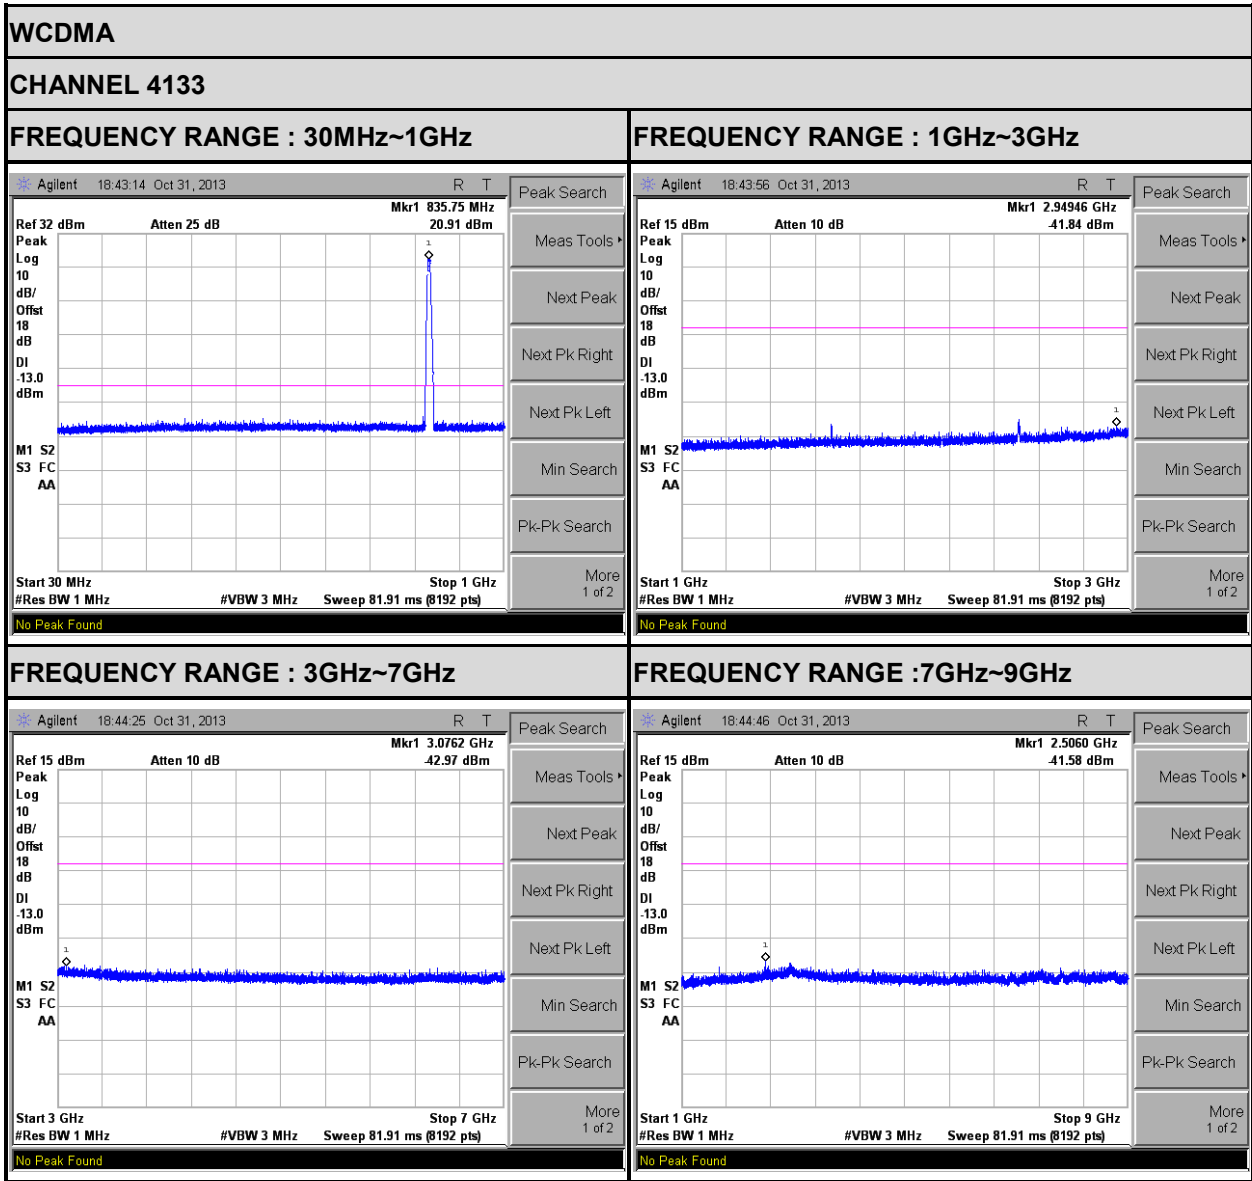 WCDMA
CHANNEL 4133
FREQUENCY RANGE : 30MHz~1GHz
Agilent 18:43:14 Oct 31, 2013 R T
Peak Search
Mkr1 835.75 MHz
Ref 32 dBm Atten 25 dB 20.91 dBm
Peak
Log
10
dB/
Offst
18
dB
DI
-13.0
dBm
1
M1 S2
S3 FC
AA
Start 30 MHz Stop 1 GHz
#Res BW 1 MHz #VBW 3 MHz Sweep 81.91 ms (8192 pts)
No Peak Found
Meas Tools
Next Peak
Next Pk Right
Next Pk Left
Min Search
Pk-Pk Search
More
1 of 2
FREQUENCY RANGE : 1GHz~3GHz
Agilent 18:43:56 Oct 31, 2013 R T
Peak Search
Mkr1 2.94946 GHz
Ref 15 dBm Atten 10 dB -41.84 dBm
Peak
Log
10
dB/
Offst
18
dB
DI
-13.0
dBm
1
M1 S2
S3 FC
AA
Start 1 GHz Stop 3 GHz
#Res BW 1 MHz #VBW 3 MHz Sweep 81.91 ms (8192 pts)
No Peak Found
Meas Tools
Next Peak
Next Pk Right
Next Pk Left
Min Search
Pk-Pk Search
More
1 of 2
FREQUENCY RANGE : 3GHz~7GHz
Agilent 18:44:25 Oct 31, 2013 R T
Peak Search
Mkr1 3.0762 GHz
Ref 15 dBm Atten 10 dB -42.97 dBm
Peak
Log
10
dB/
Offst
18
dB
DI
-13.0
dBm
1
M1 S2
S3 FC
AA
Start 3 GHz Stop 7 GHz
#Res BW 1 MHz #VBW 3 MHz Sweep 81.91 ms (8192 pts)
No Peak Found
Meas Tools
Next Peak
Next Pk Right
Next Pk Left
Min Search
Pk-Pk Search
More
1 of 2
FREQUENCY RANGE :7GHz~9GHz
Agilent 18:44:46 Oct 31, 2013 R T
Peak Search
Mkr1 2.5060 GHz
Ref 15 dBm Atten 10 dB -41.58 dBm
Peak
Log
10
dB/
Offst
18
dB
DI
-13.0
dBm
1
M1 S2
S3 FC
AA
Start 1 GHz Stop 9 GHz
#Res BW 1 MHz #VBW 3 MHz Sweep 81.91 ms (8192 pts)
No Peak Found
Meas Tools
Next Peak
Next Pk Right
Next Pk Left
Min Search
Pk-Pk Search
More
1 of 2